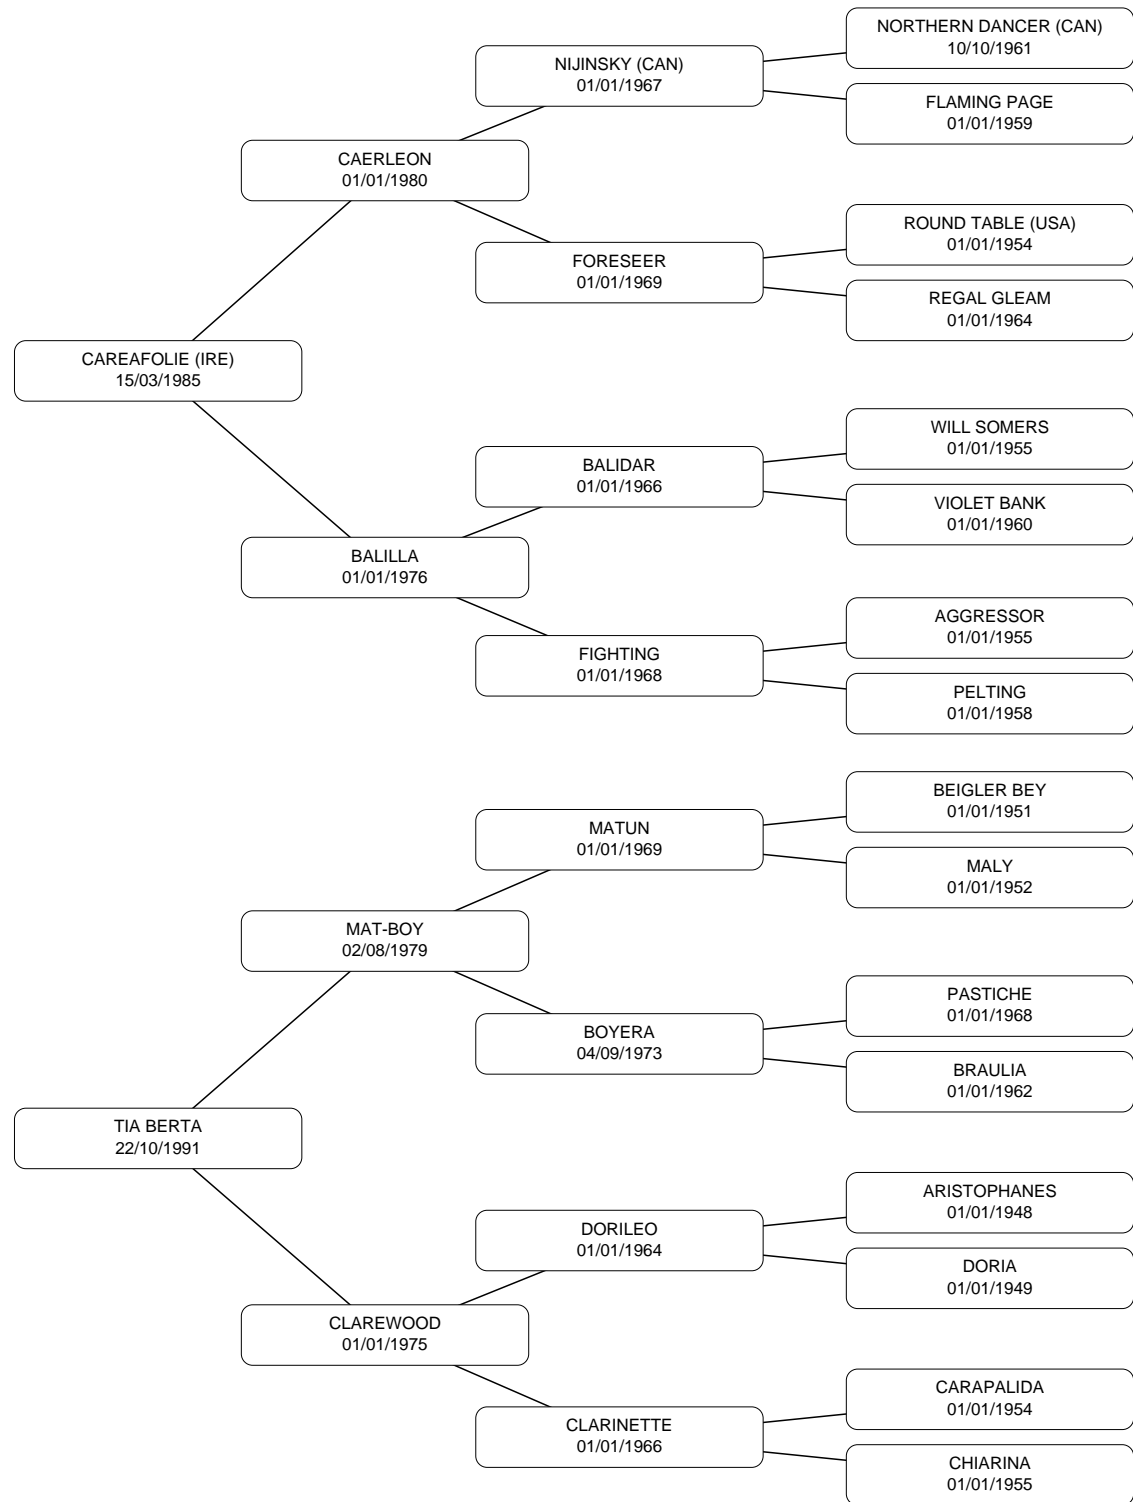 NORTHERN DANCER (CAN)
10/10/1961
NIJINSKY (CAN)
01/01/1967
FLAMING PAGE
01/01/1959
CAERLEON
01/01/1980
ROUND TABLE (USA)
01/01/1954
FORESEER
01/01/1969
REGAL GLEAM
01/01/1964
CAREAFOLIE (IRE)
15/03/1985
WILL SOMERS
01/01/1955
BALIDAR
01/01/1966
VIOLET BANK
01/01/1960
BALILLA
01/01/1976
AGGRESSOR
01/01/1955
FIGHTING
01/01/1968
PELTING
01/01/1958
BEIGLER BEY
01/01/1951
MATUN
01/01/1969
MALY
01/01/1952
MAT-BOY
02/08/1979
PASTICHE
01/01/1968
BOYERA
04/09/1973
BRAULIA
01/01/1962
TIA BERTA
22/10/1991
ARISTOPHANES
01/01/1948
DORILEO
01/01/1964
DORIA
01/01/1949
CLAREWOOD
01/01/1975
CARAPALIDA
01/01/1954
CLARINETTE
01/01/1966
CHIARINA
01/01/1955